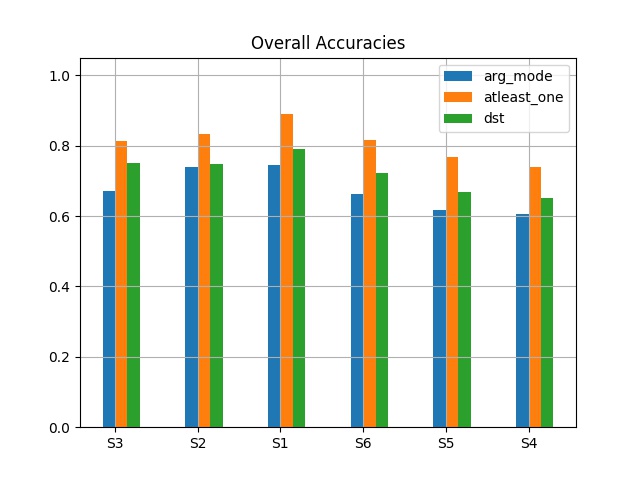 Overall Accuracies
1.0
0.8
0.6
0.4
0.2
0.0
arg_mode
atleast_one
dst
S3 S2 S1 S6 S5 S4